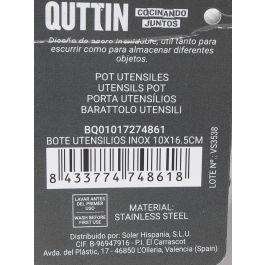 QUTTIN
COCINANDO
JUNTOS
Diseño de acero inoxidable, útil tanto para
escurrir como para almacenar diferentes
objetos.
POT UTENSILES
UTENSILS POT
PORTA UTENSÍLIOS
BARATTOLO UTENSILI
BQ01017274861
BOTE UTENSILIOS INOX 10X16.5CM
8 433774 748618
LOTE Nº.: VS3538
LAVAR ANTES
DEL PRIMER
USO
WASH BEFORE
FIRST USE
MATERIAL:
STAINLESS STEEL
Distribuido por: Soler Hispania, S.L.U.
CIF. B-96947916 - P.I. El Carrascot
Avda. del Plàstic, 17 - 46850 L'Olleria, Valencia (Spain)